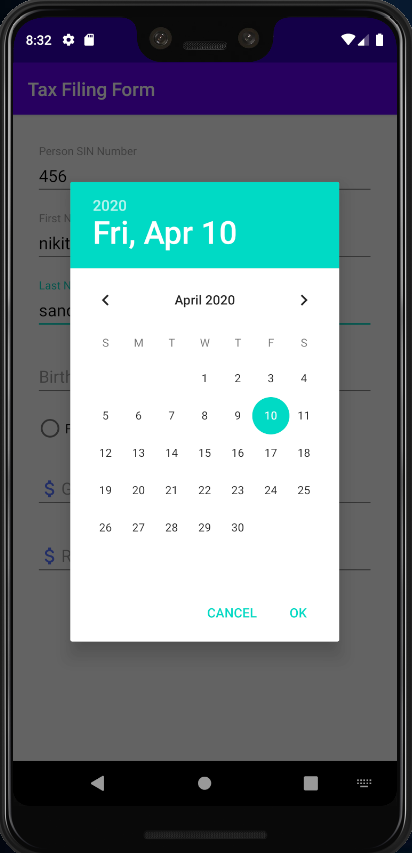 8:32
Tax Filing Form
Person SIN Number
456
First N
nikit
Last N
sand
Birth
$ G
$ R
2020
Fri, Apr 10
April 2020
S M T W T F S
1 2 3 4
5 6 7 8 9 10 11
12 13 14 15 16 17 18
19 20 21 22 23 24 25
26 27 28 29 30
CANCEL OK